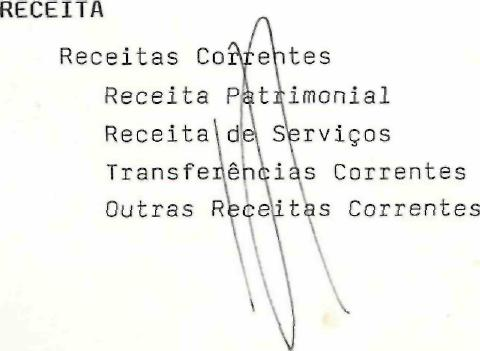 RECEITA
Receitas Correntes
Receita Patrimonial
Receita de Serviços
Transferências Correntes
Outras Receitas Correntes